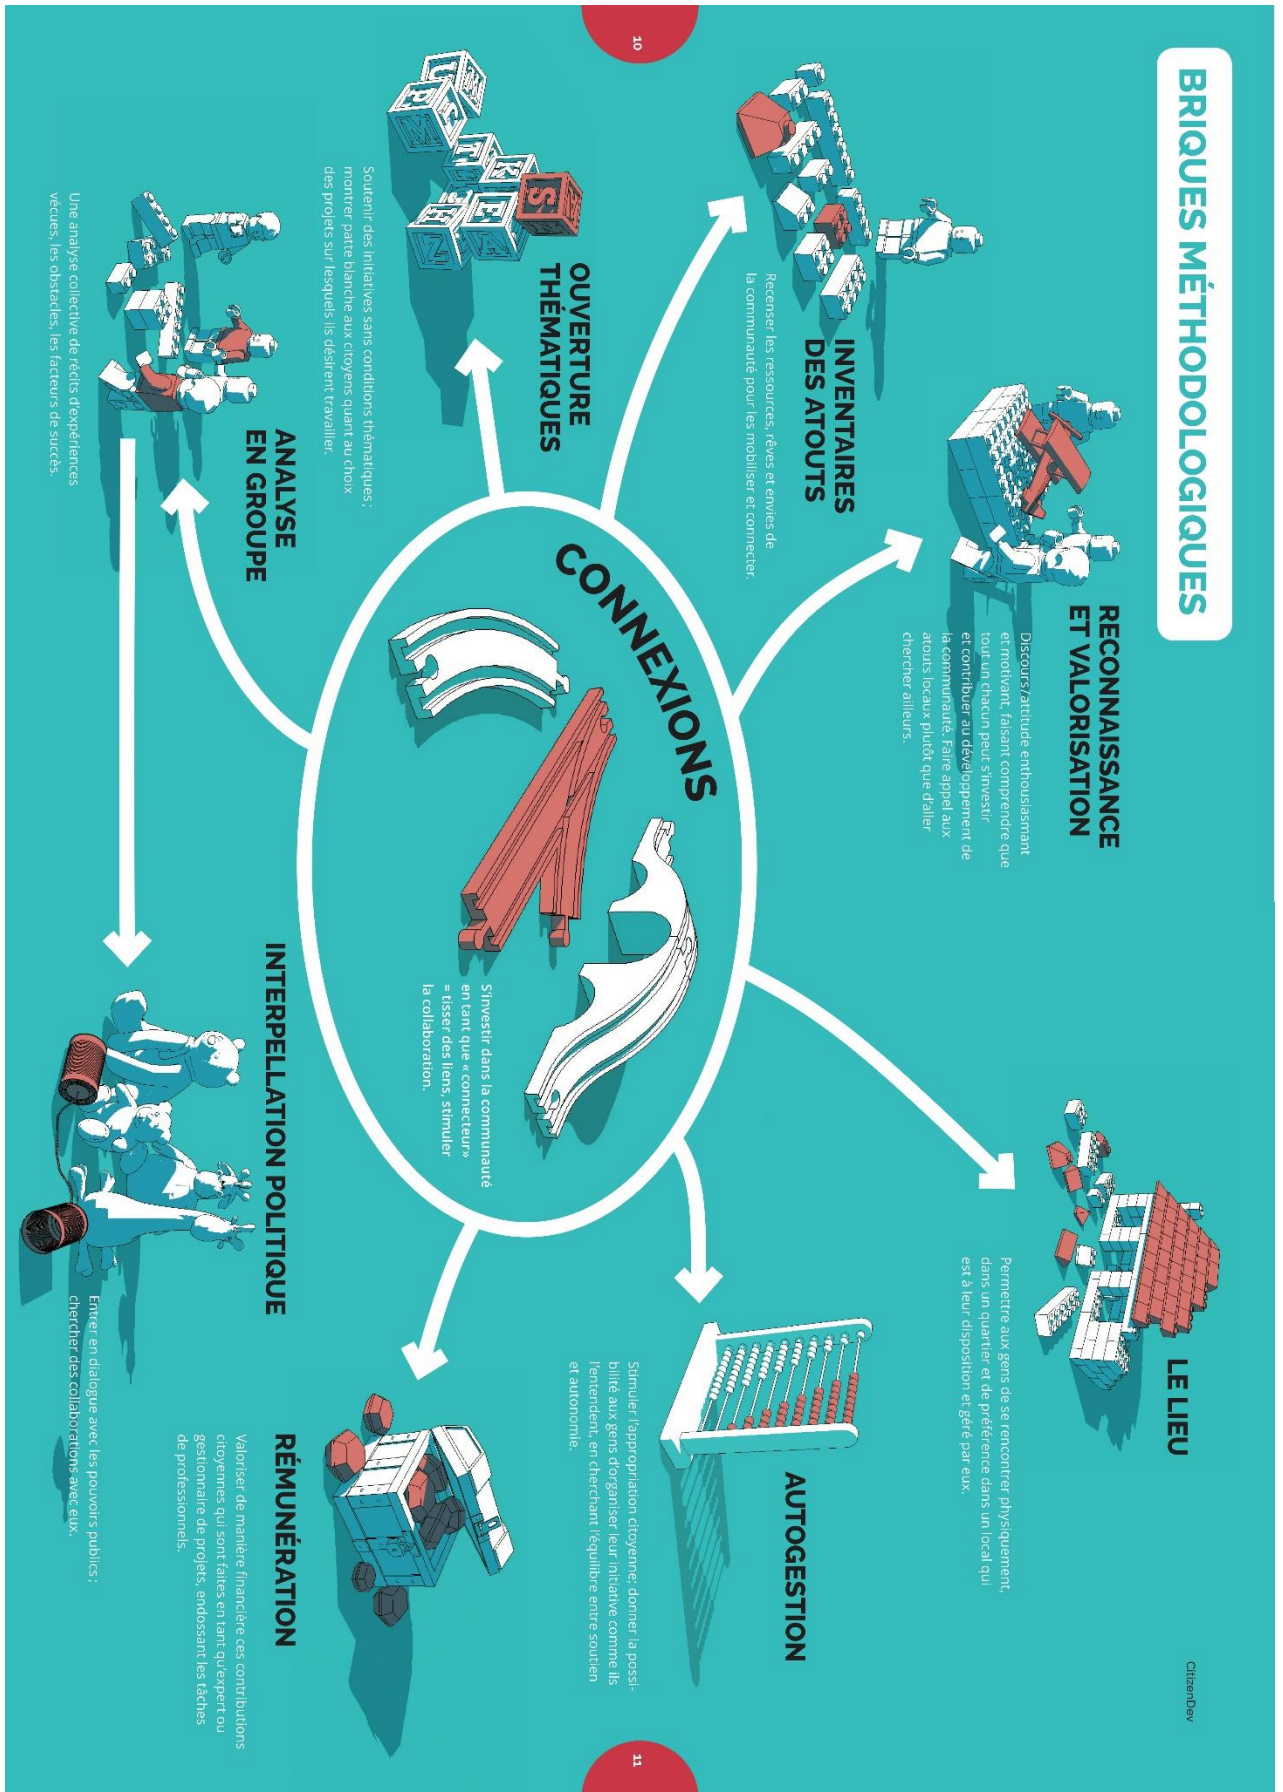 BRIQUES MÉTHODOLOGIQUES
CitizenDev
RECONNAISSANCE
ET VALORISATION
Discours/attitude enthousiasmant
et motivant, faisant comprendre que
tout un chacun peut s'investir
et contribuer au développement de
la communauté. Faire appel aux
atouts locaux plutôt que d'aller
chercher ailleurs.
LE LIEU
Permettre aux gens de se rencontrer physiquement,
dans un quartier et de préférence dans un local qui
est à leur disposition et géré par eux.
INVENTAIRES
DES ATOUTS
Recenser les ressources, rêves et envies de
la communauté pour les mobiliser et connecter.
AUTOGESTION
Stimuler l'appropriation citoyenne; donner la possi-
bilité aux gens d'organiser leur initiative comme ils
l'entendent, en cherchant l'équilibre entre soutien
et autonomie.
CONNEXIONS
S'investir dans la communauté
en tant que « connecteur»
= tisser des liens, stimuler
la collaboration.
OUVERTURE
THÉMATIQUES
Soutenir des initiatives sans conditions thématiques ;
montrer patte blanche aux citoyens quant au choix
des projets sur lesquels ils désirent travailler.
ANALYSE
EN GROUPE
Une analyse collective de récits d'expériences
vécues, les obstacles, les facteurs de succès.
INTERPELLATION POLITIQUE
Entrer en dialogue avec les pouvoirs publics ;
chercher des collaborations avec eux.
RÉMUNÉRATION
Valoriser de manière financière ces contributions
citoyennes qui sont faites en tant qu'expert ou
gestionnaire de projets, endossant les tâches
de professionnels.
10
11